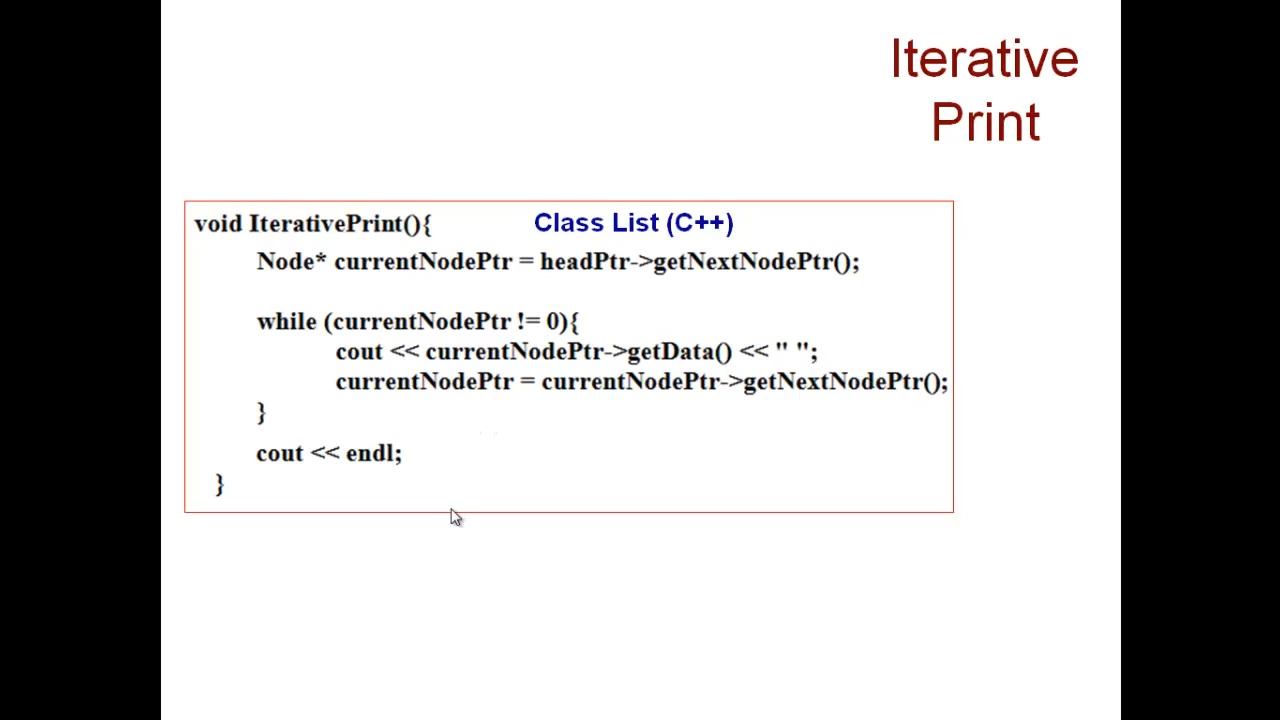 Iterative
Print
void IterativePrint(){ Class List (C++)
Node* currentNodePtr = headPtr->getNextNodePtr();
while (currentNodePtr != 0){
cout << currentNodePtr->getData() << " ";
currentNodePtr = currentNodePtr->getNextNodePtr();
}
cout << endl;
}